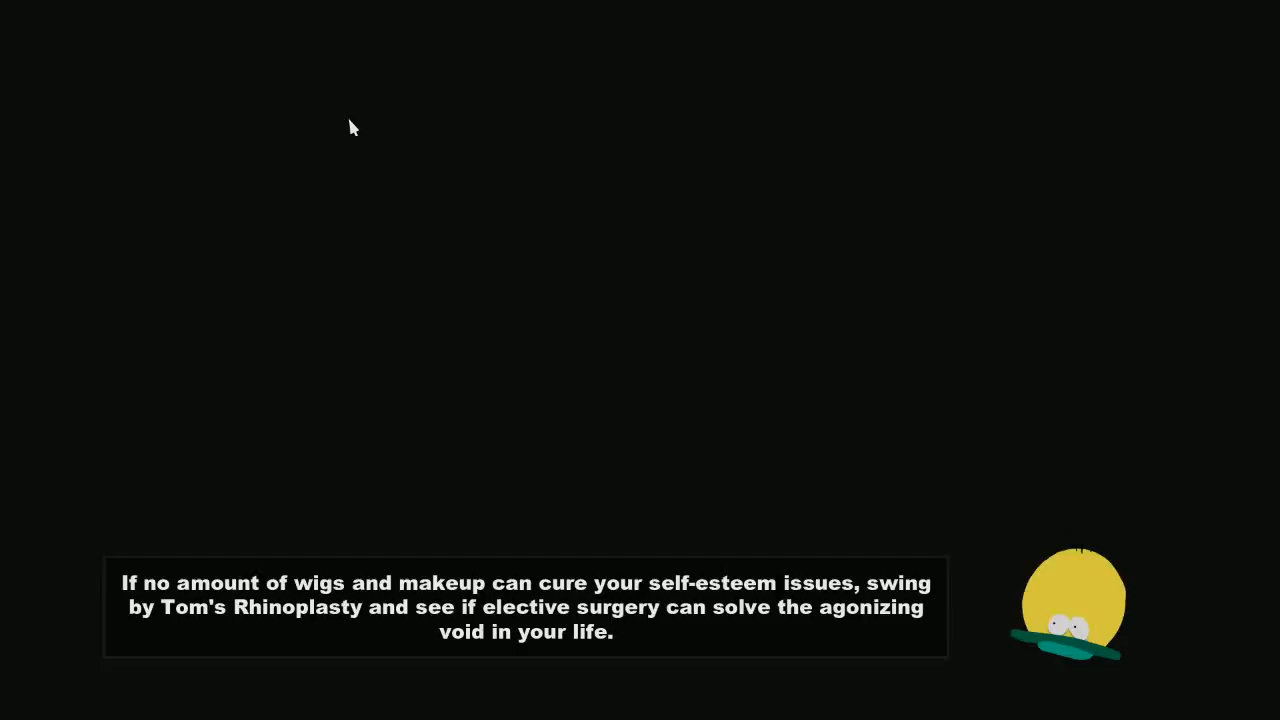 If no amount of wigs and makeup can cure your self-esteem issues, swing
by Tom's Rhinoplasty and see if elective surgery can solve the agonizing
void in your life.